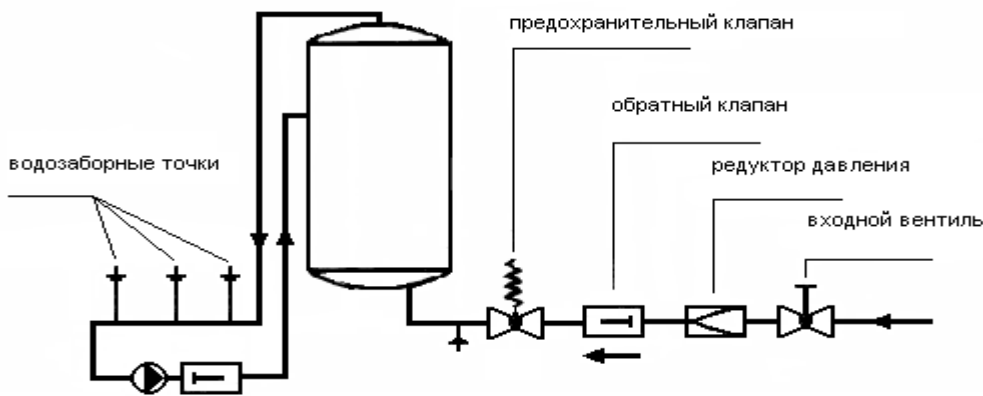 предохранительный клапан
обратный клапан
водозаборные точки
редуктор давления
входной вентиль